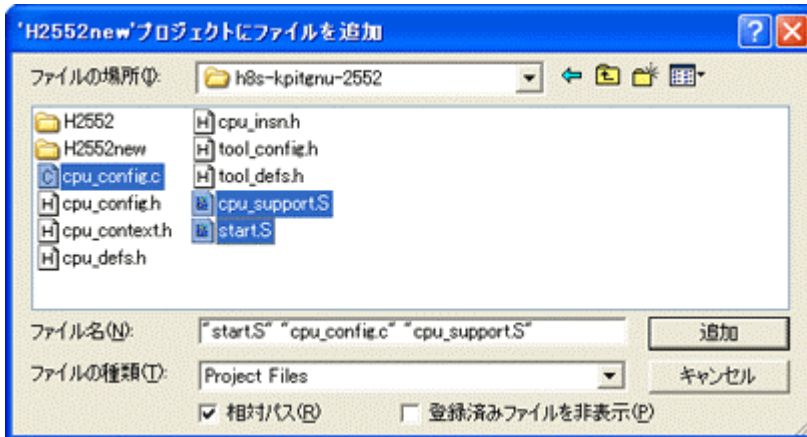 'H2552new'プロジェクトにファイルを追加
ファイルの場所(I):
h8s-kpitgnu-2552
H2552
H2552new
cpu_config.c
cpu_config.h
cpu_context.h
cpu_defs.h
cpu_insn.h
tool_config.h
tool_defs.h
cpu_support.S
start.S
ファイル名(N):
"start.S" "cpu_config.c" "cpu_support.S"
追加
ファイルの種類(T):
Project Files
キャンセル
相対パス(R)
登録済みファイルを非表示(P)